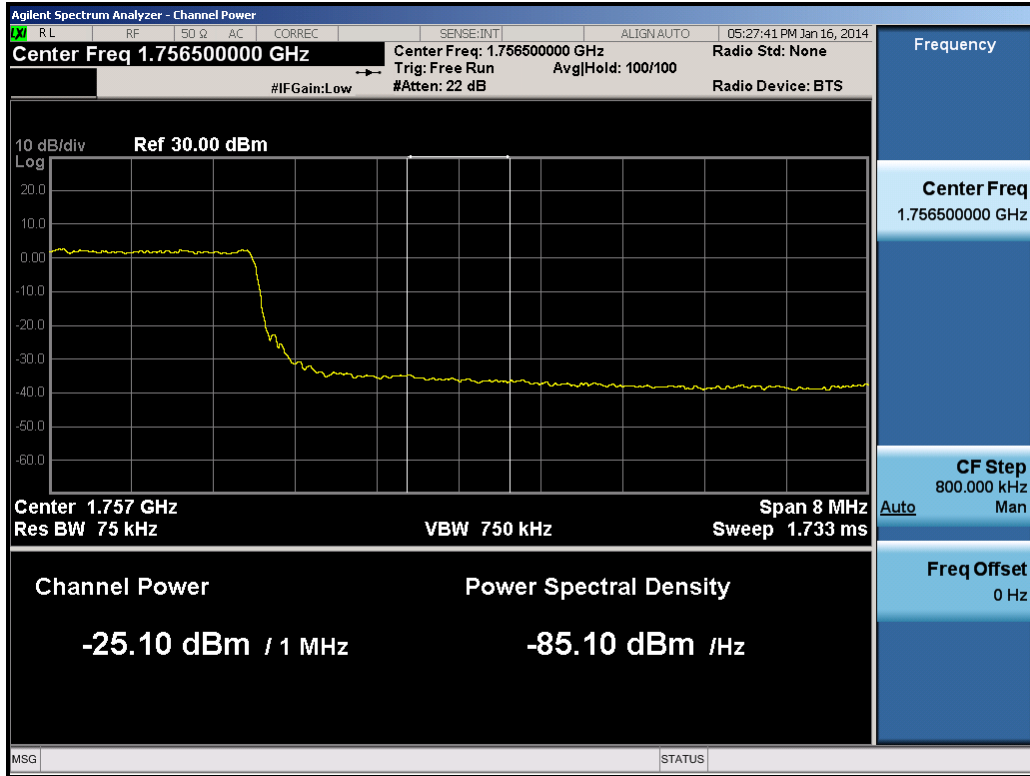 Agilent Spectrum Analyzer - Channel Power
LXI RL RF 50 Ω AC CORREC SENSE:INT ALIGN AUTO 05:27:41 PM Jan 16, 2014
Center Freq 1.756500000 GHz
Center Freq: 1.756500000 GHz
Radio Std: None
Trig: Free Run Avg|Hold: 100/100
#IFGain:Low
#Atten: 22 dB
Radio Device: BTS
10 dB/div Ref 30.00 dBm
Log
20.0
10.0
0.00
-10.0
-20.0
-30.0
-40.0
-50.0
-60.0
Center 1.757 GHz
Span 8 MHz
Res BW 75 kHz
VBW 750 kHz
Sweep 1.733 ms
Channel Power
Power Spectral Density
-25.10 dBm / 1 MHz
-85.10 dBm /Hz
MSG
STATUS
Frequency
Center Freq
1.756500000 GHz
CF Step
800.000 kHz
Auto Man
Freq Offset
0 Hz